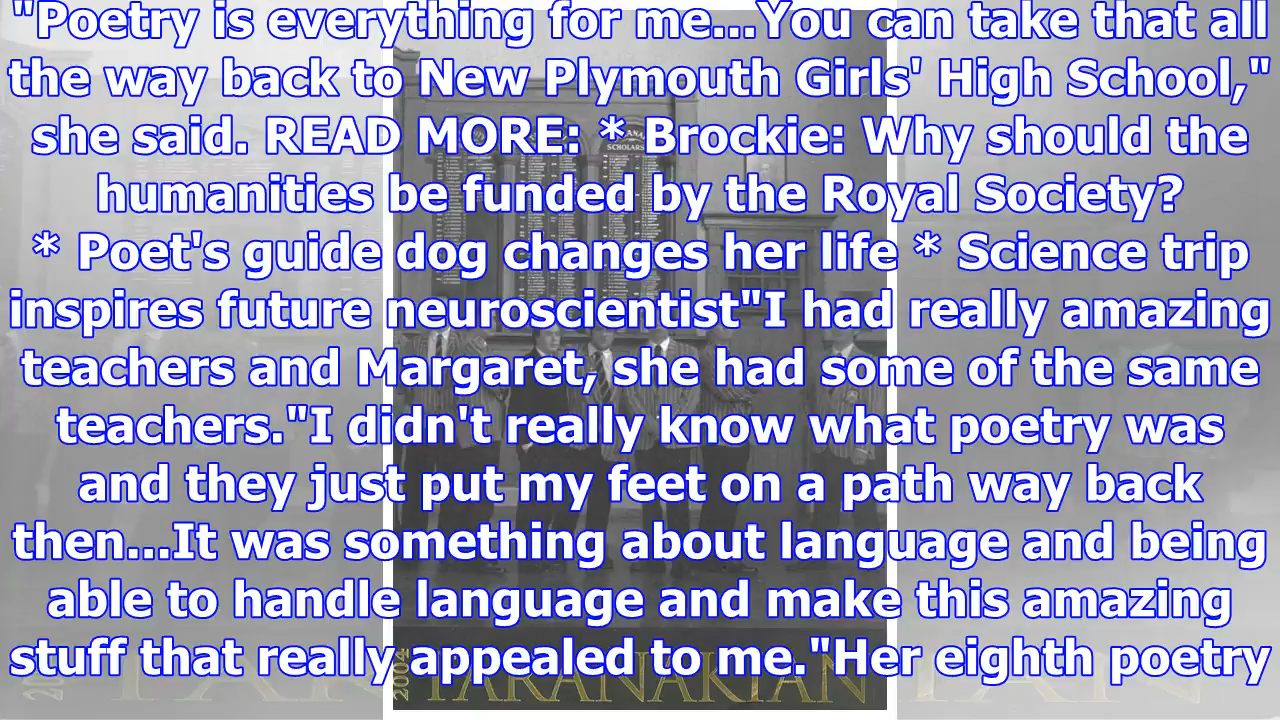 "Poetry is everything for me...You can take that all
the way back to New Plymouth Girls' High School,"
she said. READ MORE: * Brockie: Why should the
humanities be funded by the Royal Society?
* Poet's guide dog changes her life * Science trip
inspires future neuroscientist"I had really amazing
teachers and Margaret, she had some of the same
teachers."I didn't really know what poetry was
and they just put my feet on a path way back
then...It was something about language and being
able to handle language and make this amazing
stuff that really appealed to me."Her eighth poetry
SCHOLARS
2004 TARANAKIAN